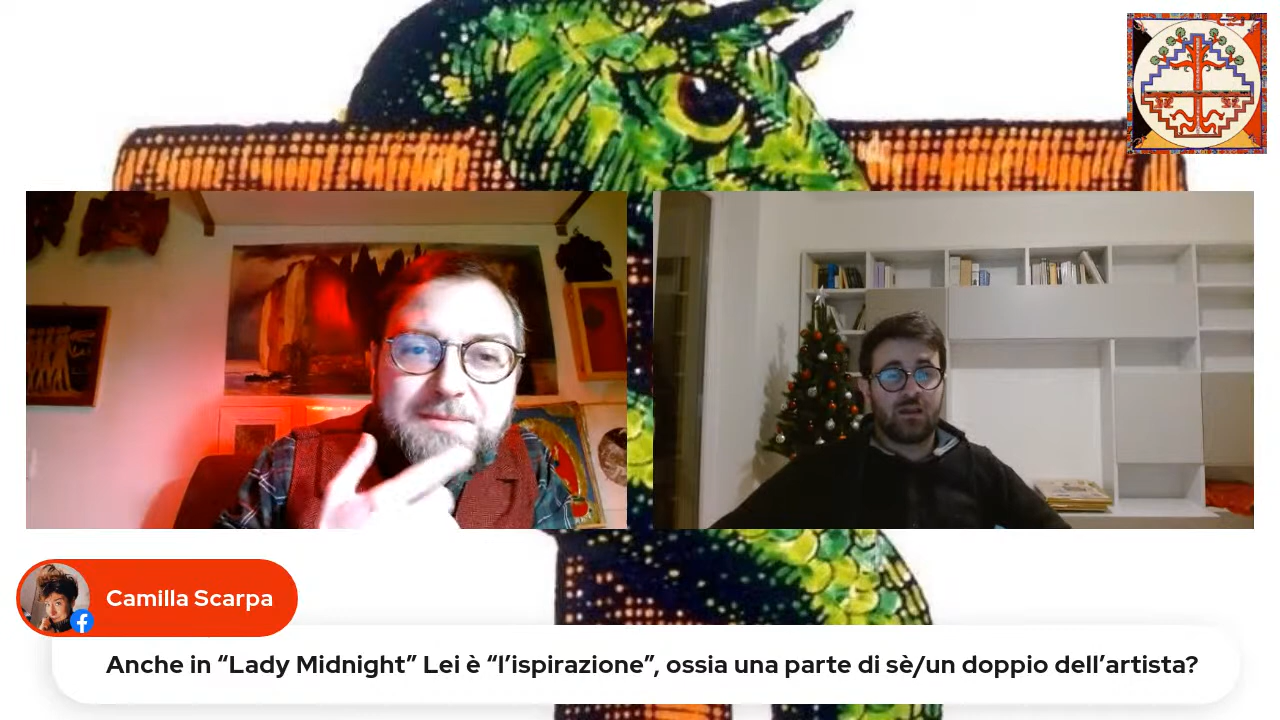 Camilla Scarpa
Anche in “Lady Midnight” Lei è “l’ispirazione”, ossia una parte di sè/un doppio dell’artista?